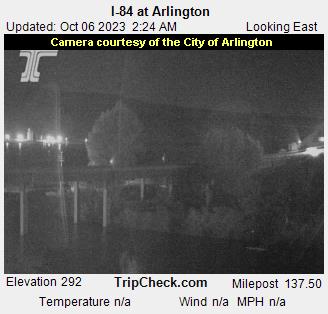 I-84 at Arlington
Updated: Oct 06 2023 2:24 AM Looking East
Camera courtesy of the City of Arlington
Elevation 292 TripCheck.com Milepost 137.50
Temperature n/a Wind n/a MPH n/a